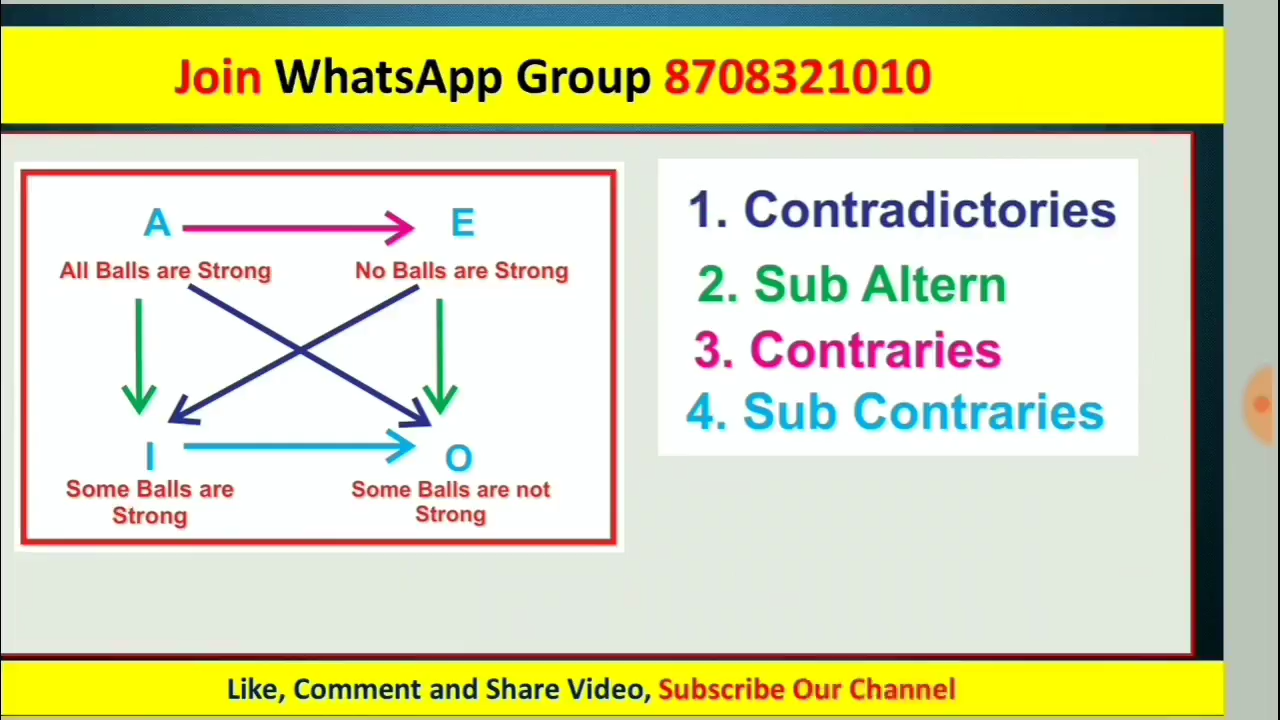 Join WhatsApp Group 8708321010
A
E
All Balls are Strong
No Balls are Strong
I
O
Some Balls are
Strong
Some Balls are not
Strong
1. Contradictories
2. Sub Altern
3. Contraries
4. Sub Contraries
Like, Comment and Share Video, Subscribe Our Channel